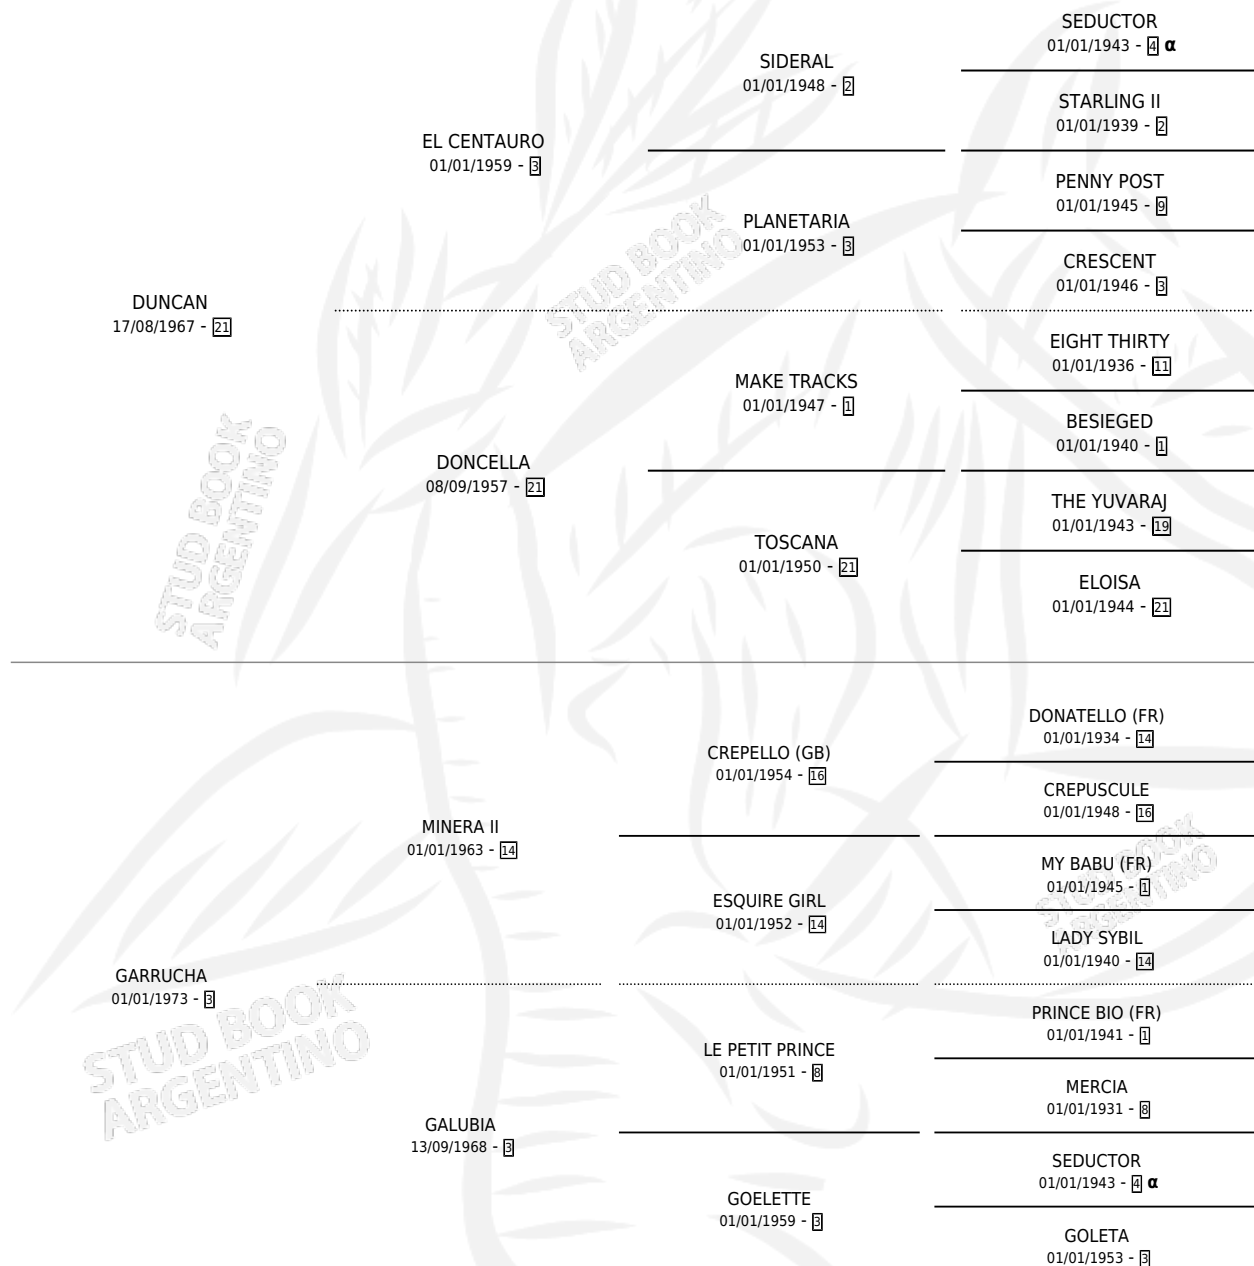 SEDUCTOR
01/01/1943 - 4 α
SIDERAL
01/01/1948 - 2
STARLING II
01/01/1939 - 2
EL CENTAURO
01/01/1959 - 3
PENNY POST
01/01/1945 - 9
PLANETARIA
01/01/1953 - 3
CRESCENT
01/01/1946 - 3
DUNCAN
17/08/1967 - 21
EIGHT THIRTY
01/01/1936 - 11
MAKE TRACKS
01/01/1947 - 1
BESIEGED
01/01/1940 - 1
DONCELLA
08/09/1957 - 21
THE YUVARAJ
01/01/1943 - 19
TOSCANA
01/01/1950 - 21
ELOISA
01/01/1944 - 21
DONATELLO (FR)
01/01/1934 - 14
CREPELLO (GB)
01/01/1954 - 16
CREPUSCULE
01/01/1948 - 16
MINERA II
01/01/1963 - 14
MY BABU (FR)
01/01/1945 - 1
ESQUIRE GIRL
01/01/1952 - 14
LADY SYBIL
01/01/1940 - 14
GARRUCHA
01/01/1973 - 3
PRINCE BIO (FR)
01/01/1941 - 1
LE PETIT PRINCE
01/01/1951 - 8
MERCIA
01/01/1931 - 8
GALUBIA
13/09/1968 - 3
SEDUCTOR
01/01/1943 - 4 α
GOELETTE
01/01/1959 - 3
GOLETA
01/01/1953 - 3
STUD BOOK
ARGENTINO
STUD BOOK
ARGENTINO
STUD BOOK
ARGENTINO
STUD BOOK
ARGENTINO